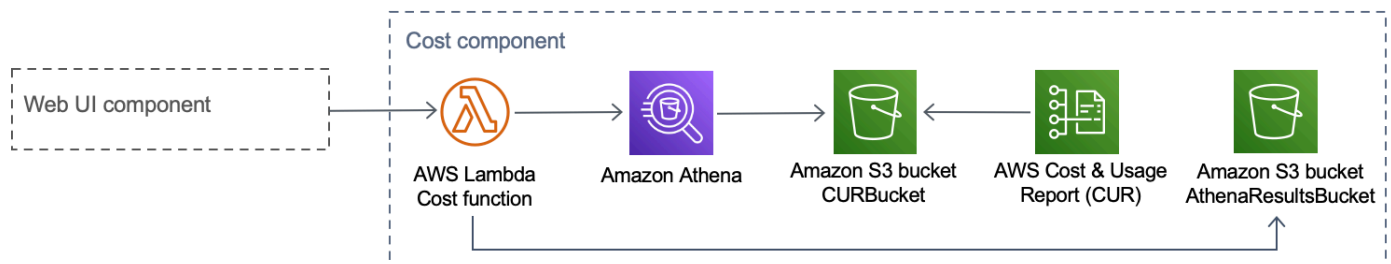 Cost component
Web UI component
AWS Lambda
Cost function
Amazon Athena
Amazon S3 bucket
CURBucket
AWS Cost & Usage
Report (CUR)
Amazon S3 bucket
AthenaResultsBucket